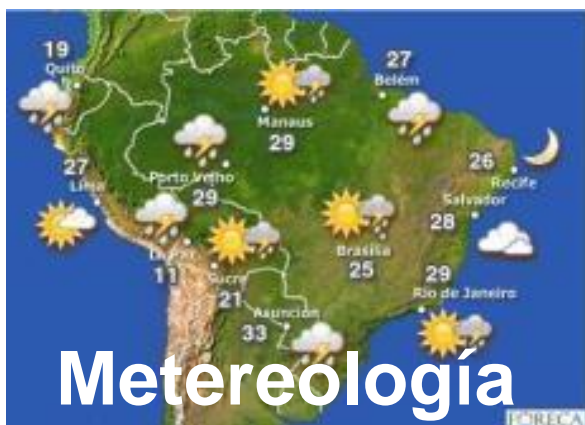 19
Quito
27
Belém
Manaus
29
27
Lima
Porto Velho
29
26
Recife
Salvador
28
La Paz
11
Sucre
21
Brasilia
25
29
Rio de Janeiro
Asunción
33
Metereología
FORECA